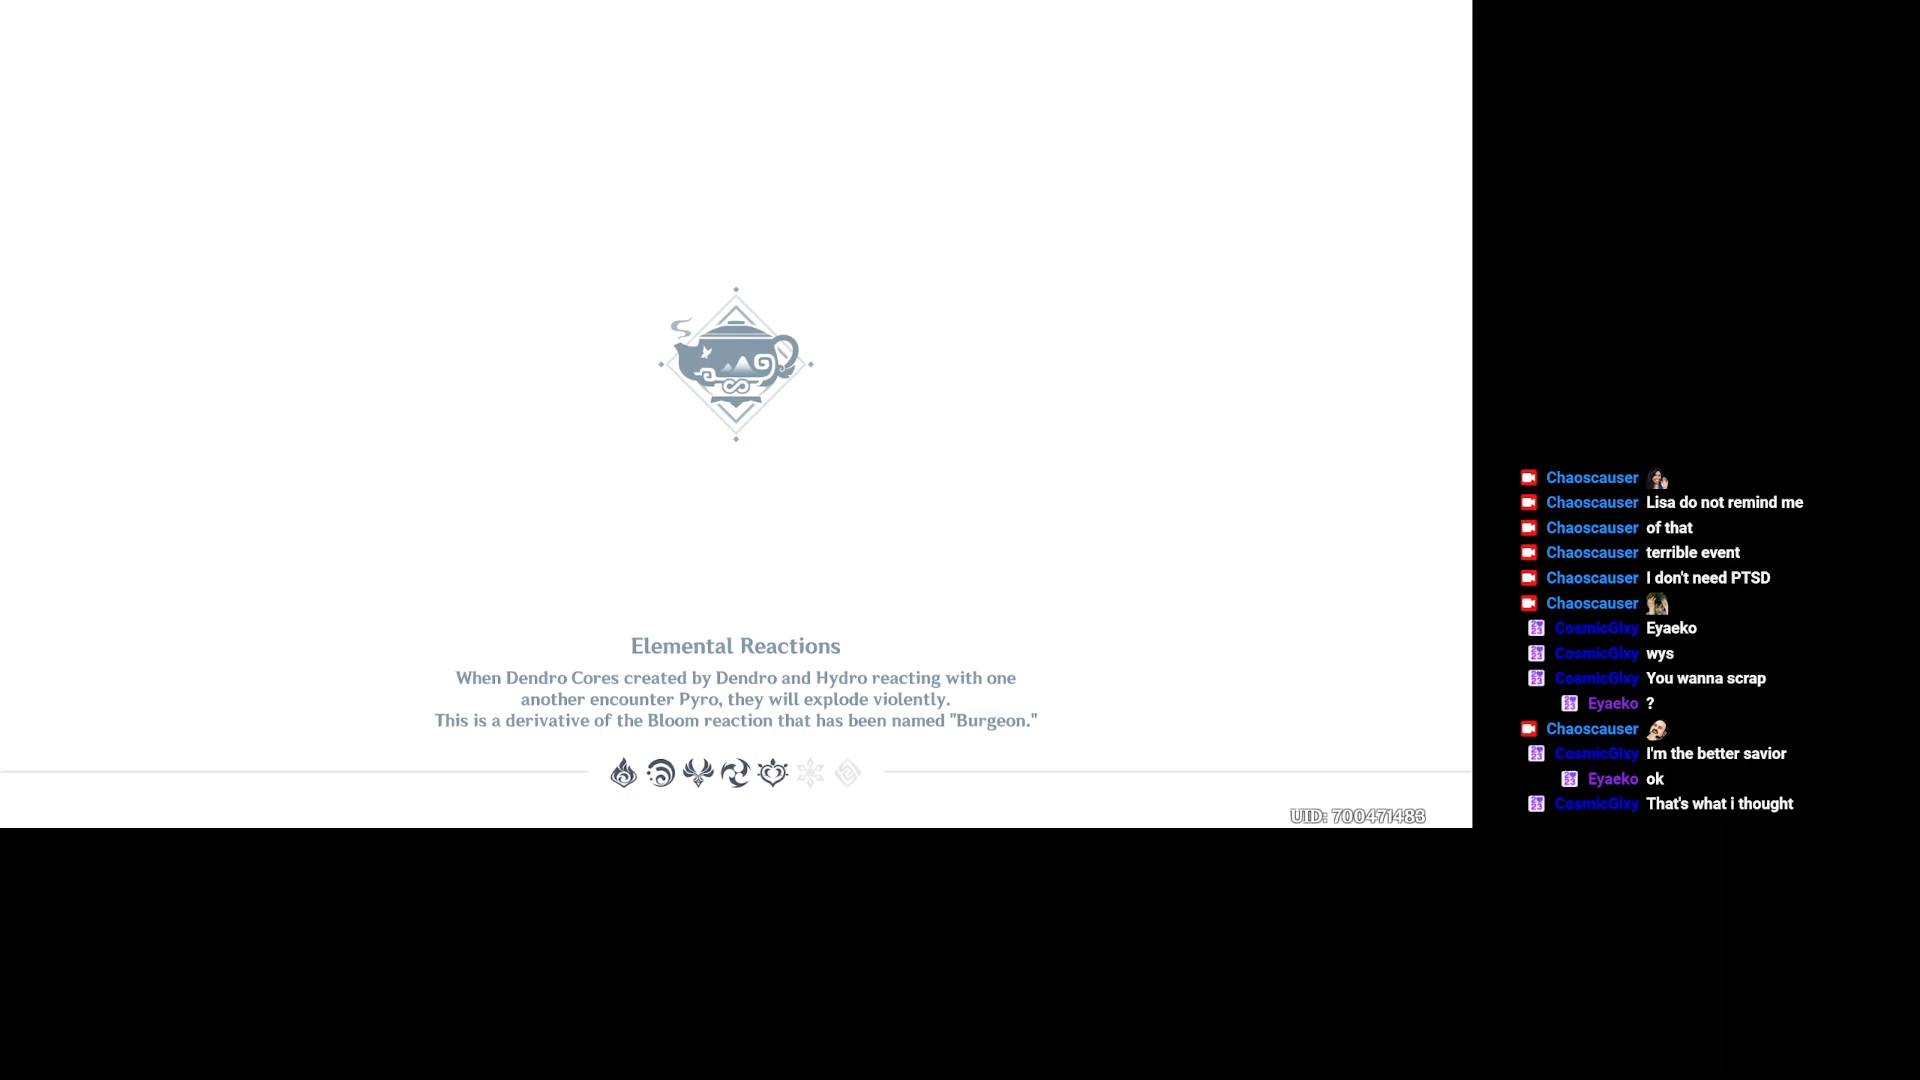 Elemental Reactions
When Dendro Cores created by Dendro and Hydro reacting with one
another encounter Pyro, they will explode violently.
This is a derivative of the Bloom reaction that has been named "Burgeon."
UID: 700471483
Chaoscauser
Chaoscauser Lisa do not remind me
Chaoscauser of that
Chaoscauser terrible event
Chaoscauser I don't need PTSD
Chaoscauser
CosmicGlxy Eyaeko
CosmicGlxy wys
CosmicGlxy You wanna scrap
Eyaeko ?
Chaoscauser
CosmicGlxy I'm the better savior
Eyaeko ok
CosmicGlxy That's what i thought